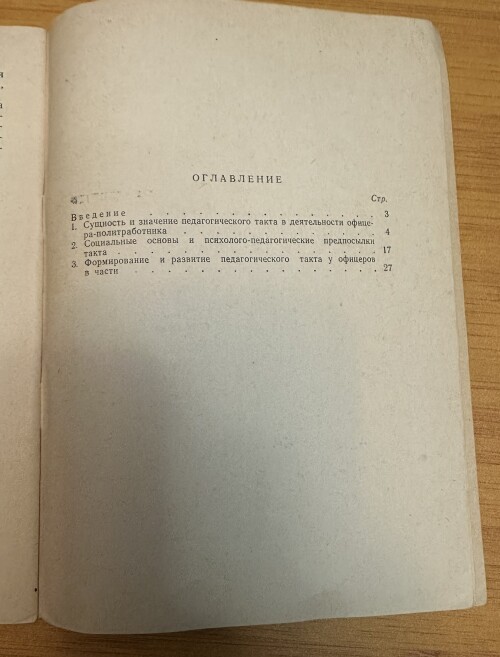 ОГЛАВЛЕНИЕ
Стр.
Введение . . . . . . . . . . . . . . . . 3
1. Сущность и значение педагогического такта в деятельности офице-
ра-политработника . . . . . . . . . . . . . . 4
2. Социальные основы и психолого-педагогические предпосылки
такта . . . . . . . . . . . . . . . . . . 17
3. Формирование и развитие педагогического такта у офицеров
в части . . . . . . . . . . . . . . . . . 27